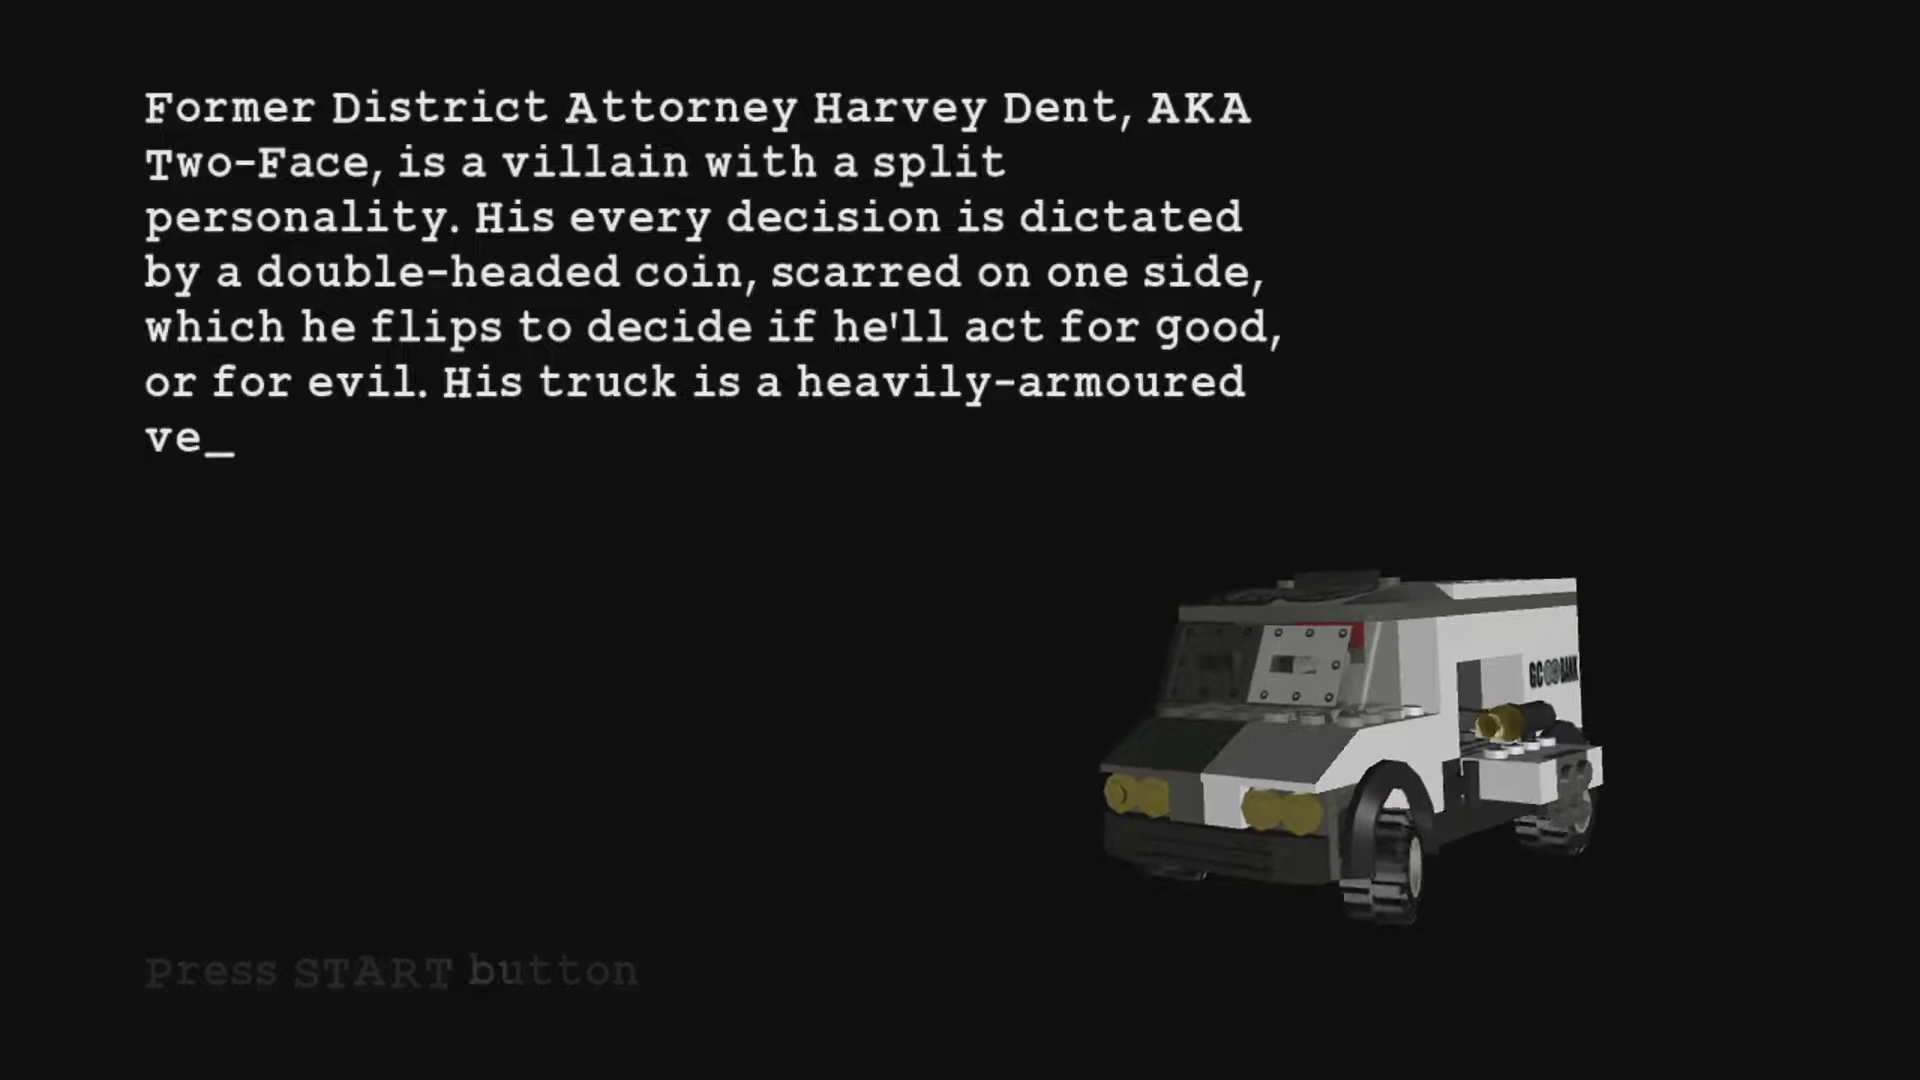 Former District Attorney Harvey Dent, AKA
Two-Face, is a villain with a split
personality. His every decision is dictated
by a double-headed coin, scarred on one side,
which he flips to decide if he'll act for good,
or for evil. His truck is a heavily-armoured
ve_
GC BANK
Press START button